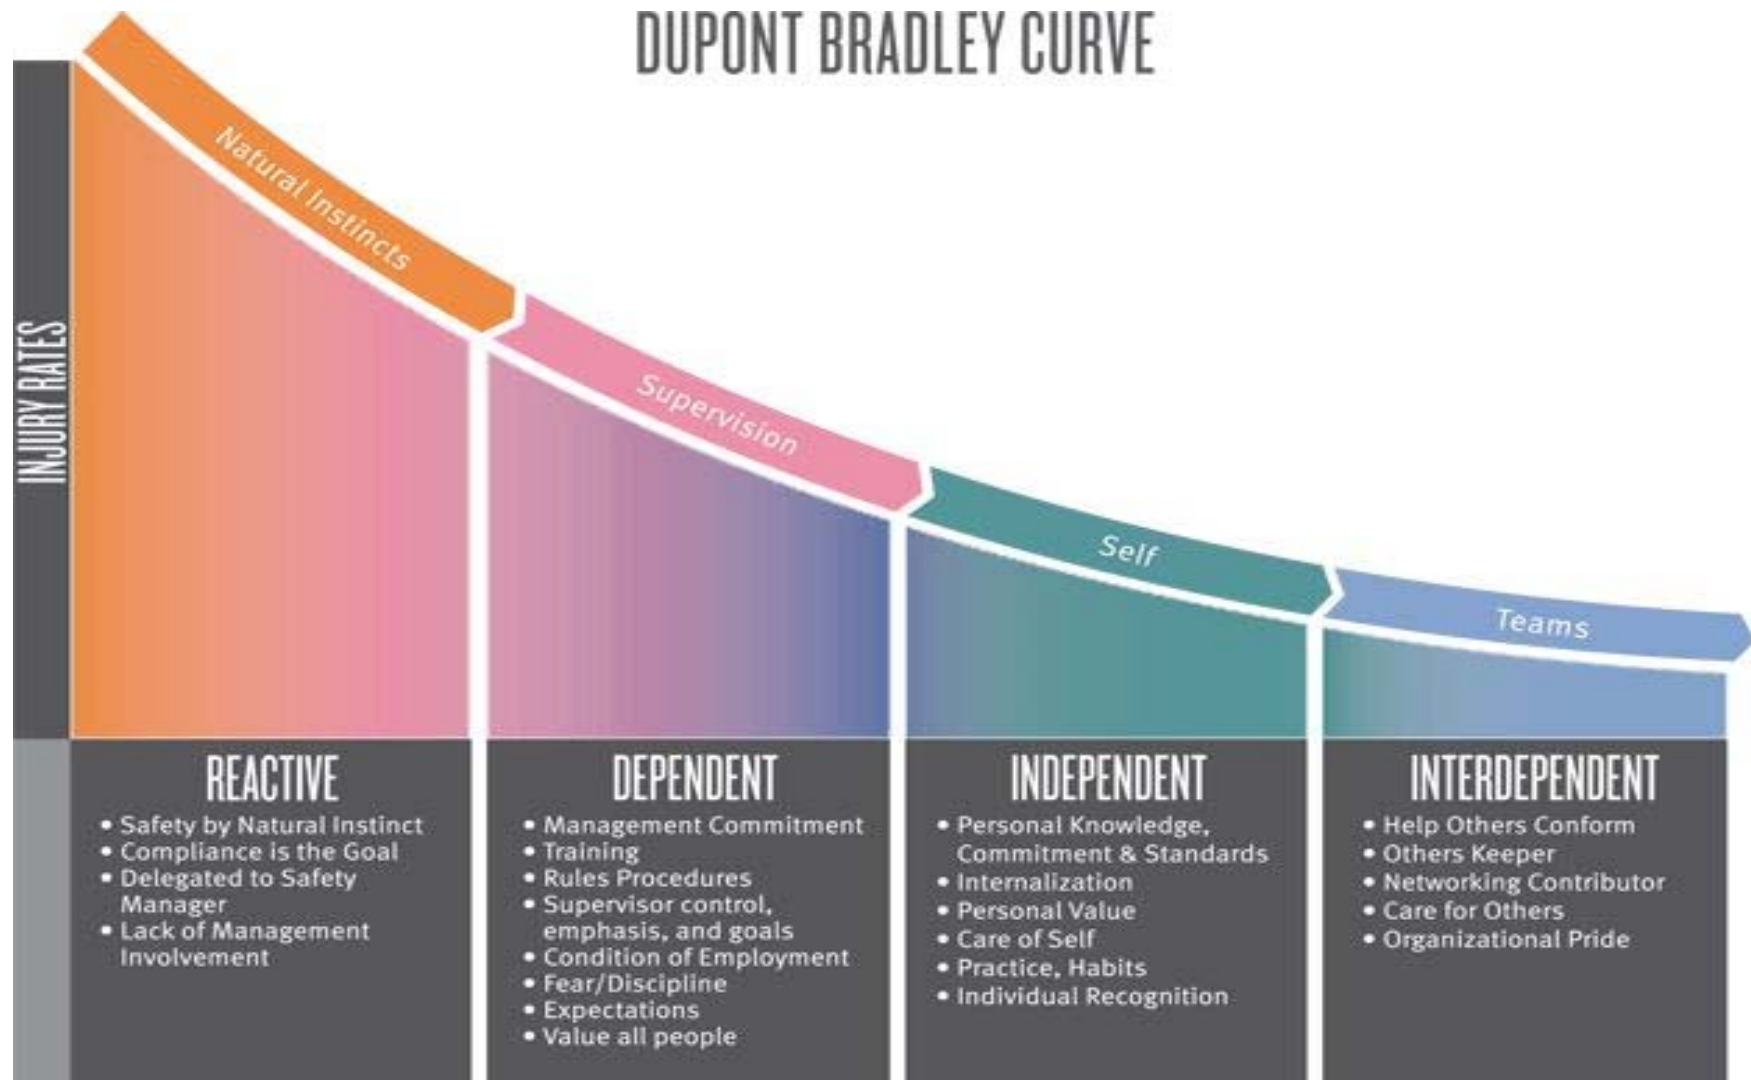 DUPONT BRADLEY CURVE
INJURY RATES
Natural Instincts
Supervision
Self
Teams
REACTIVE
• Safety by Natural Instinct
• Compliance is the Goal
• Delegated to Safety
Manager
• Lack of Management
Involvement
DEPENDENT
• Management Commitment
• Training
• Rules Procedures
• Supervisor control,
emphasis, and goals
• Condition of Employment
• Fear/Discipline
• Expectations
• Value all people
INDEPENDENT
• Personal Knowledge,
Commitment & Standards
• Internalization
• Personal Value
• Care of Self
• Practice, Habits
• Individual Recognition
INTERDEPENDENT
• Help Others Conform
• Others Keeper
• Networking Contributor
• Care for Others
• Organizational Pride